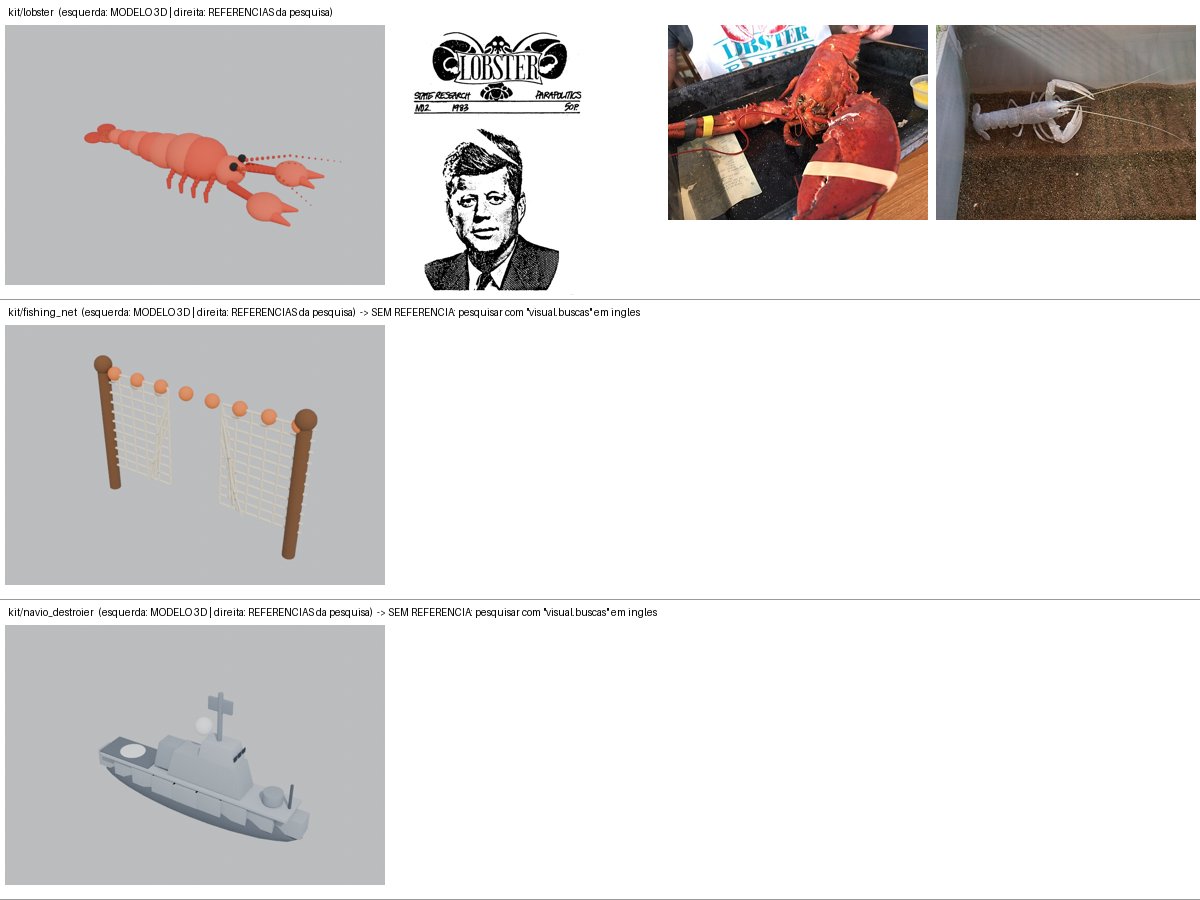 kit/lobster (esquerda: MODELO 3D | direita: REFERENCIAS da pesquisa)
LOBSTER
STATE RESEARCH PARAPOLITICS
NO2. 1983 50P.
LOBSTER
kit/fishing_net (esquerda: MODELO 3D | direita: REFERENCIAS da pesquisa) -> SEM REFERENCIA: pesquisar com "visual.buscas" em ingles
kit/navio_destroier (esquerda: MODELO 3D | direita: REFERENCIAS da pesquisa) -> SEM REFERENCIA: pesquisar com "visual.buscas" em ingles